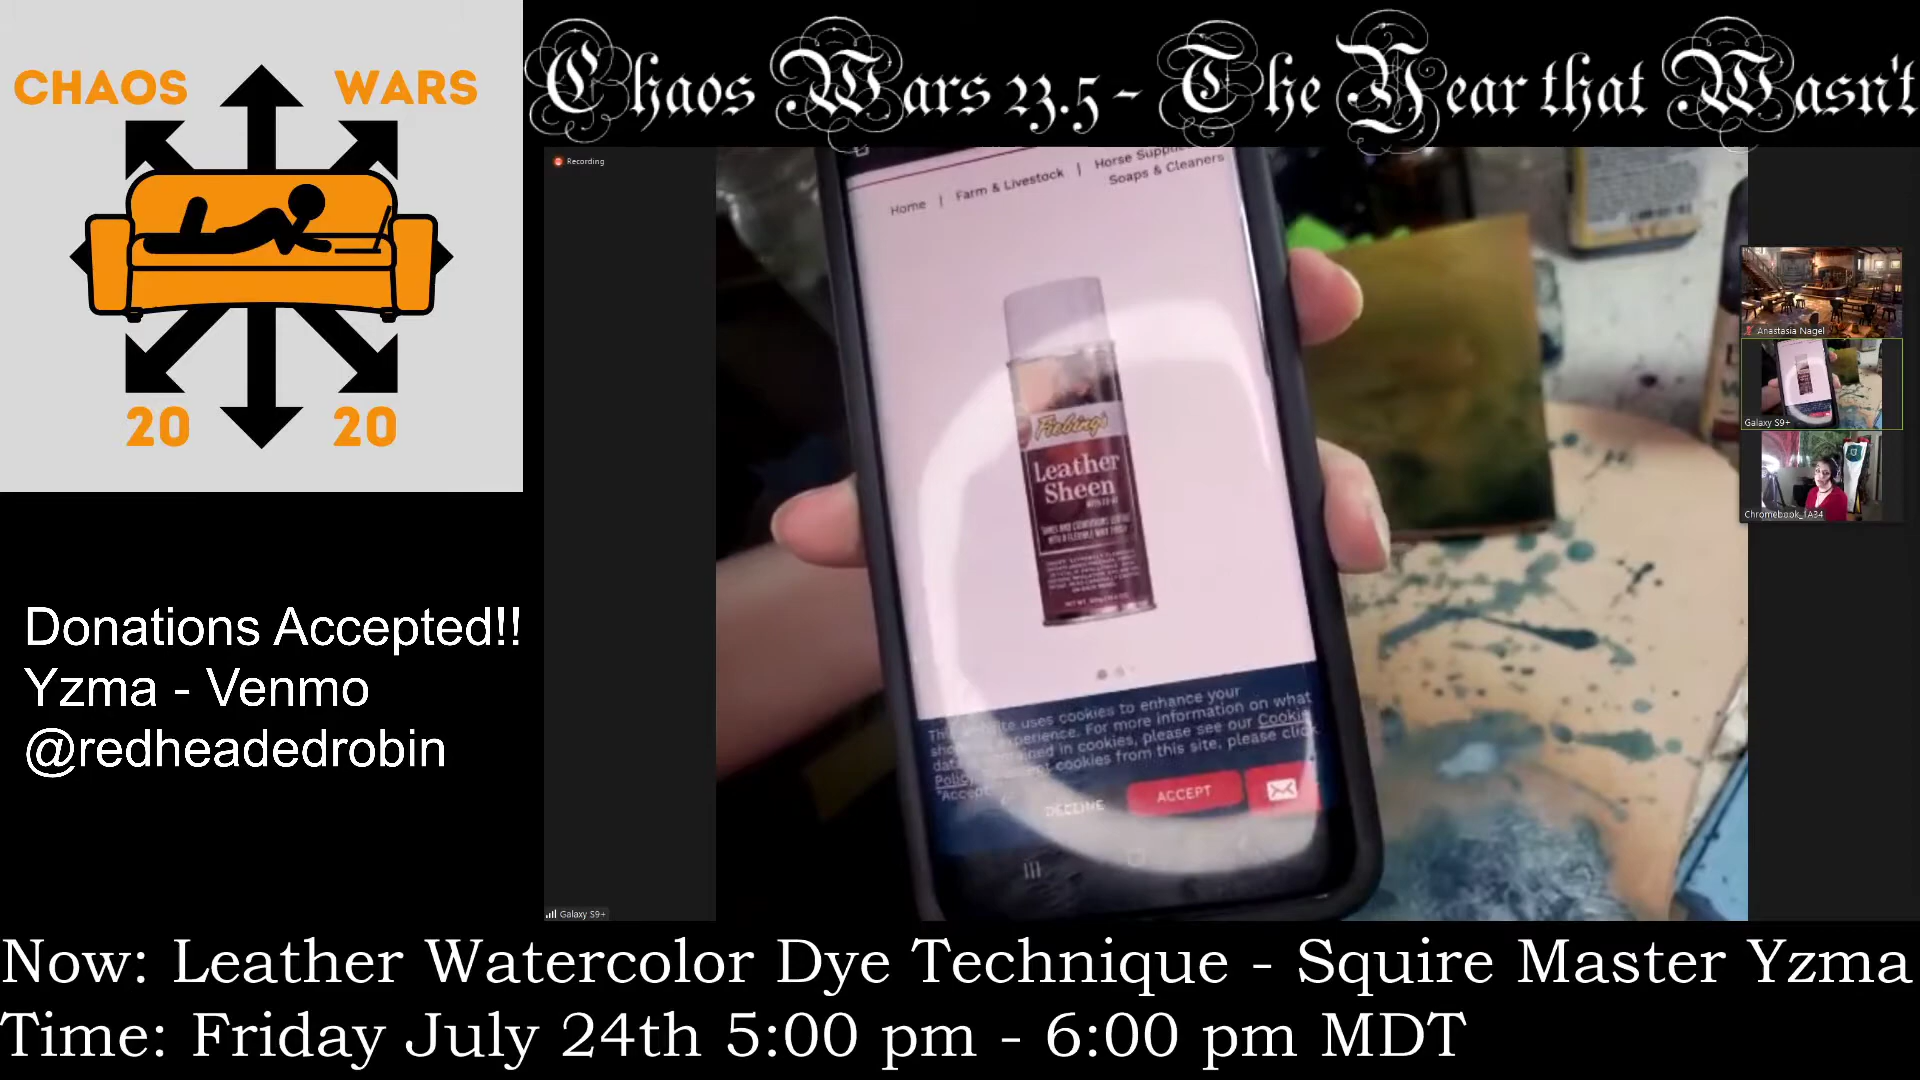 CHAOS WARS
20 20
Chaos Wars 23.5 - The Year that Wasn't
Recording
Home | Farm & Livestock | Horse
Soaps & Cleaners
Fiebing's
Leather
Sheen
uses cookies to enhance your
experience. For more information on what
in cookies, please see our Cookie
Policy cookies from this site, please click
"Accept
DECLINE ACCEPT
Galaxy S9+
Anastasia Nagel
Galaxy S9+
Chromebook_1A34
Donations Accepted!!
Yzma - Venmo
@redheadedrobin
Now: Leather Watercolor Dye Technique - Squire Master Yzma
Time: Friday July 24th 5:00 pm - 6:00 pm MDT